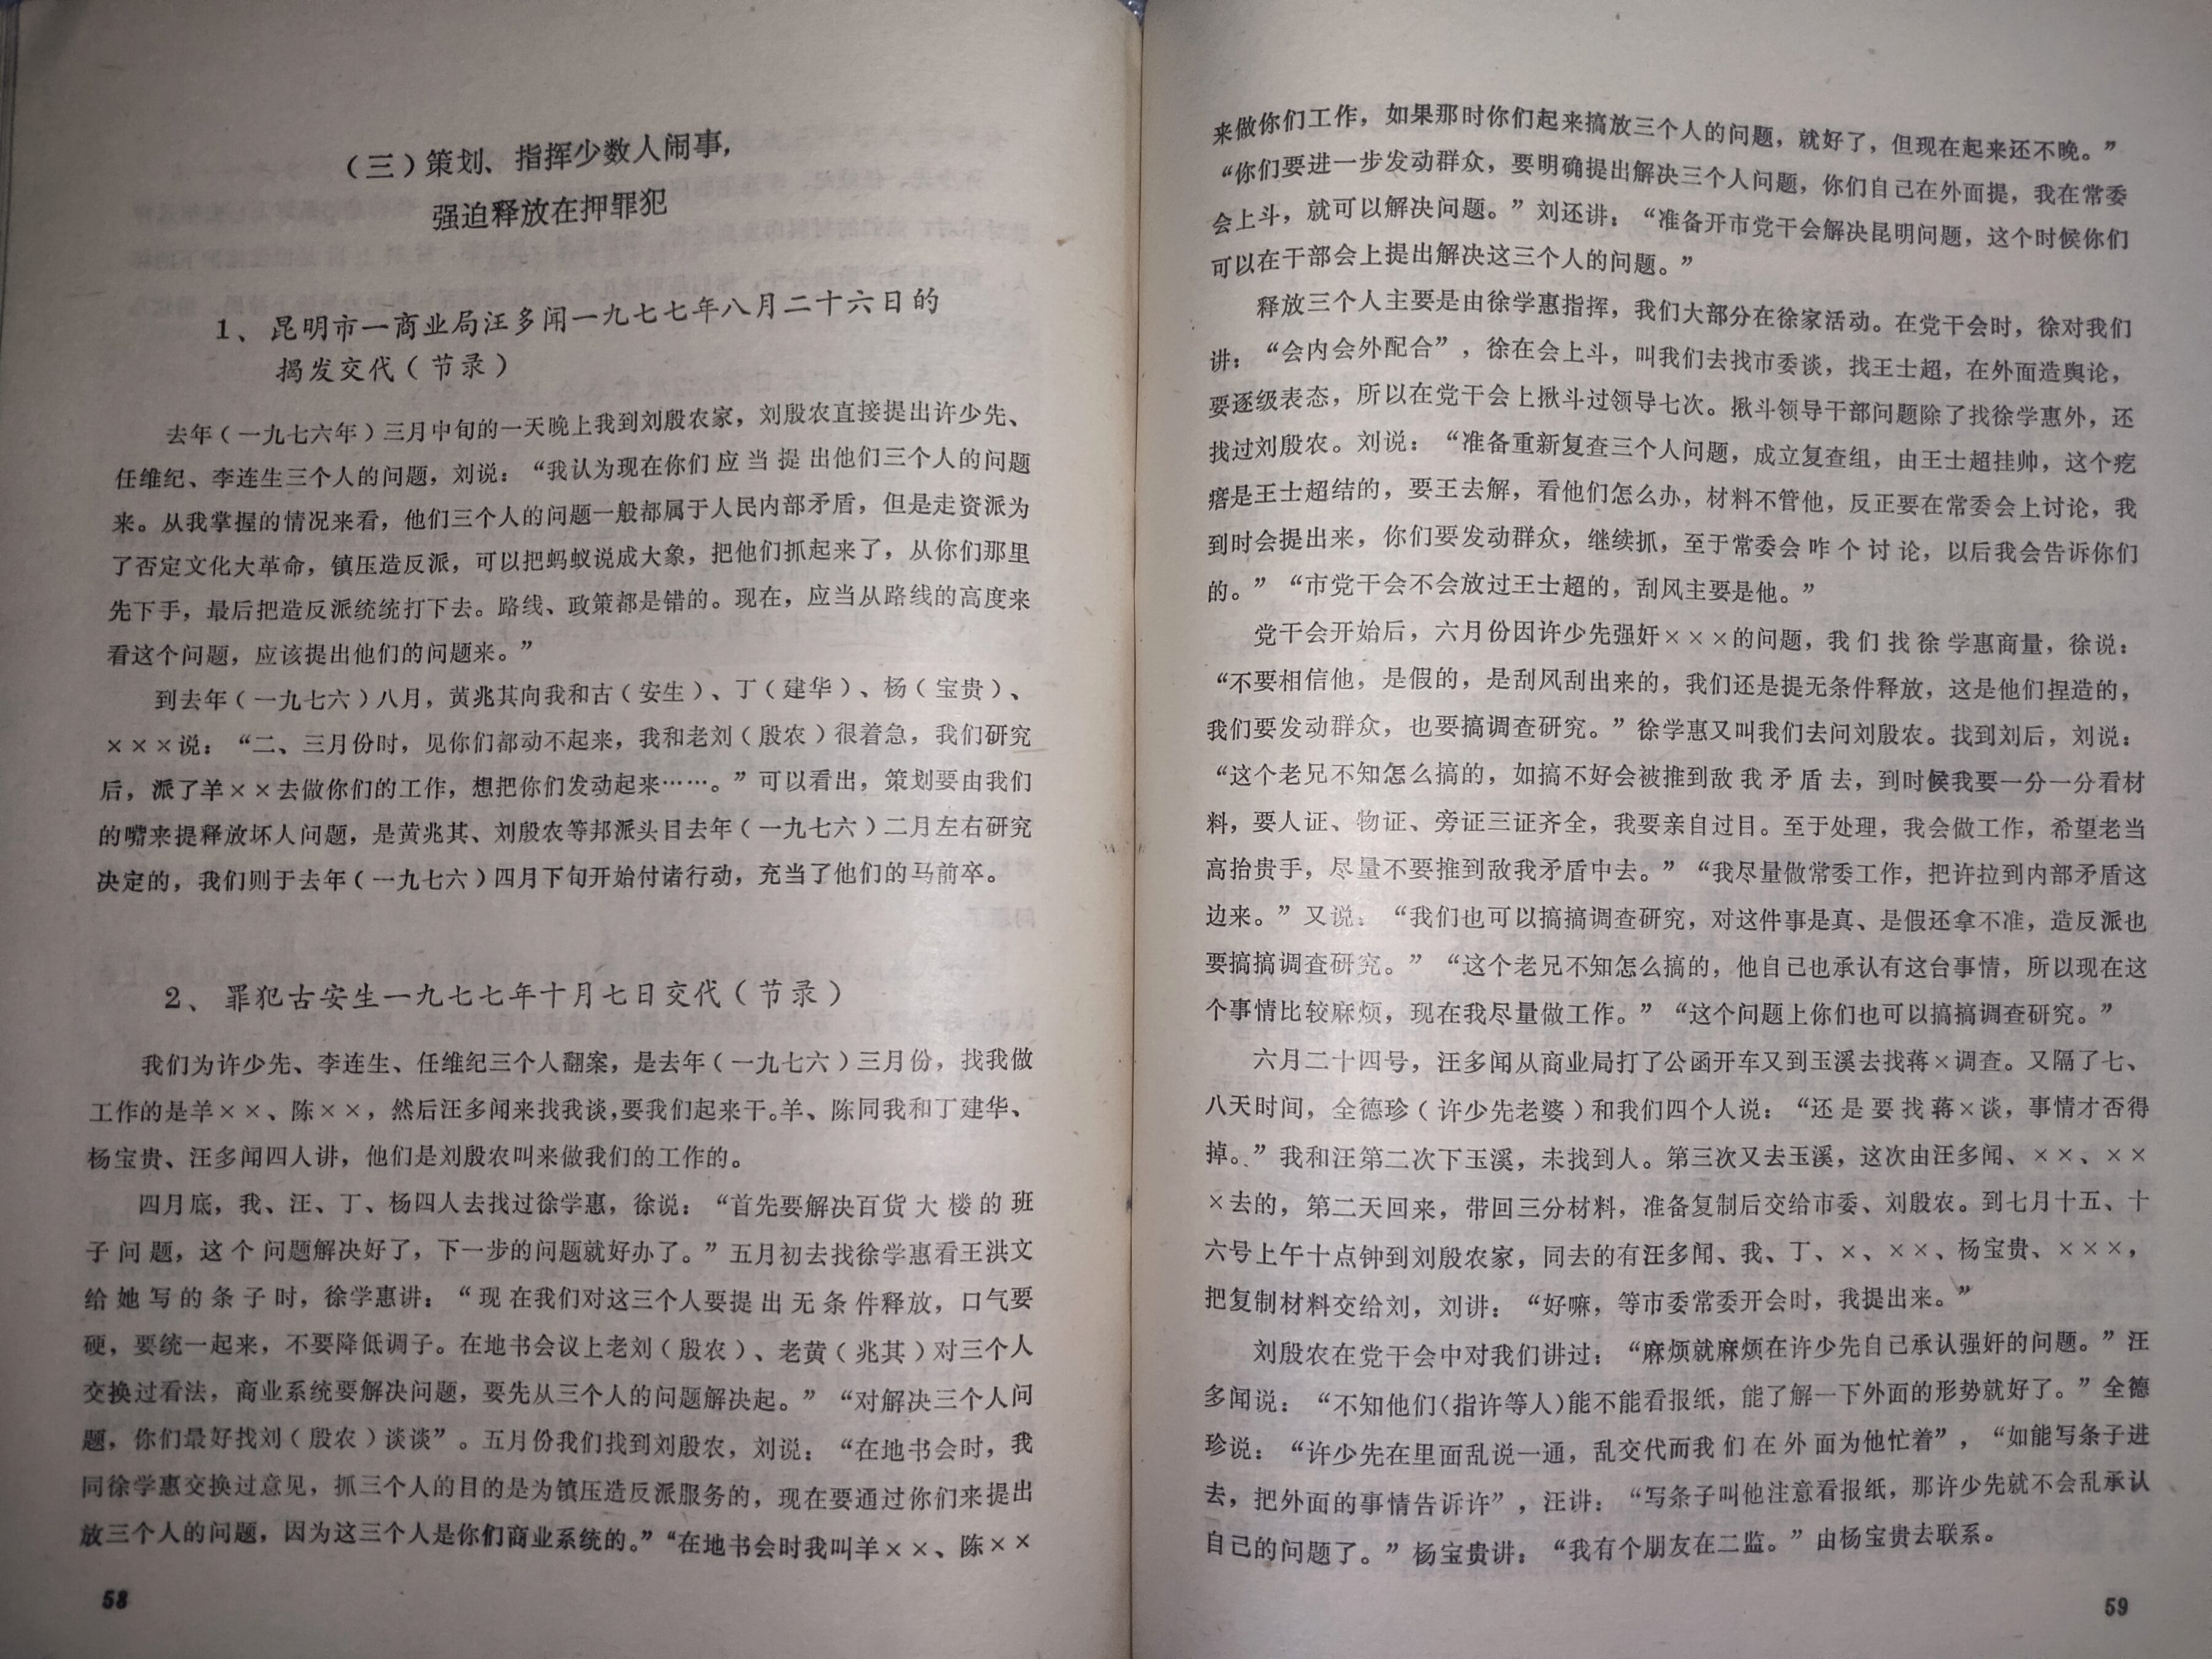 （三）策划、指挥少数人闹事，
强迫释放在押罪犯
1、昆明市一商业局汪多闻一九七七年八月二十六日的
揭发交代（节录）
去年（一九七六年）三月中旬的一天晚上我到刘殷农家，刘殷农直接提出许少先、
任维纪、李连生三个人的问题，刘说：“我认为现在你们应当提出他们三个人的问题
来。从我掌握的情况来看，他们三个人的问题一般都属于人民内部矛盾，但是走资派为
了否定文化大革命，镇压造反派，可以把蚂蚁说成大象，把他们抓起来了，从你们那里
先下手，最后把造反派统统打下去。路线、政策都是错的。现在，应当从路线的高度来
看这个问题，应该提出他们的问题来。”
到去年（一九七六）八月，黄兆其向我和古（安生）、丁（建华）、杨（宝贵）、
×××说：“二、三月份时，见你们都动不起来，我和老刘（殷农）很着急，我们研究
后，派了羊××去做你们的工作，想把你们发动起来……。”可以看出，策划要由我们
的嘴来提释放坏人问题，是黄兆其、刘殷农等邦派头目去年（一九七六）二月左右研究
决定的，我们则于去年（一九七六）四月下旬开始付诸行动，充当了他们的马前卒。
2、罪犯古安生一九七七年十月七日交代（节录）
我们为许少先、李连生、任维纪三个人翻案，是去年（一九七六）三月份，找我做
工作的是羊××、陈××，然后汪多闻来找我谈，要我们起来干。羊、陈同我和丁建华、
杨宝贵、汪多闻四人讲，他们是刘殷农叫来做我们的工作的。
四月底，我、汪、丁、杨四人去找过徐学惠，徐说：“首先要解决百货大楼的班
子问题，这个问题解决好了，下一步的问题就好办了。”五月初去找徐学惠看王洪文
给她写的条子时，徐学惠讲：“现在我们对这三个人要提出无条件释放，口气要
硬，要统一起来，不要降低调子。在地书会议上老刘（殷农）、老黄（兆其）对三个人
交换过看法，商业系统要解决问题，要先从三个人的问题解决起。”“对解决三个人问
题，你们最好找刘（殷农）谈谈”。五月份我们找到刘殷农，刘说：“在地书会时，我
同徐学惠交换过意见，抓三个人的目的是为镇压造反派服务的，现在要通过你们来提出
放三个人的问题，因为这三个人是你们商业系统的。”“在地书会时我叫羊××、陈××
58
来做你们工作，如果那时你们起来搞放三个人的问题，就好了，但现在起来还不晚。”
“你们要进一步发动群众，要明确提出解决三个人问题，你们自己在外面提，我在常委
会上斗，就可以解决问题。”刘还讲：“准备开市党干会解决昆明问题，这个时候你们
可以在干部会上提出解决这三个人的问题。”
释放三个人主要是由徐学惠指挥，我们大部分在徐家活动。在党干会时，徐对我们
讲：“会内会外配合”，徐在会上斗，叫我们去找市委谈，找王士超，在外面造舆论，
要逐级表态，所以在党干会上揪斗过领导七次。揪斗领导干部问题除了找徐学惠外，还
找过刘殷农。刘说：“准备重新复查三个人问题，成立复查组，由王士超挂帅，这个疙
瘩是王士超结的，要王去解，看他们怎么办，材料不管他，反正要在常委会上讨论，我
到时会提出来，你们要发动群众，继续抓，至于常委会咋个讨论，以后我会告诉你们
的。”“市党干会不会放过王士超的，刮风主要是他。”
党干会开始后，六月份因许少先强奸×××的问题，我们找徐学惠商量，徐说：
“不要相信他，是假的，是刮风刮出来的，我们还是提无条件释放，这是他们捏造的，
我们要发动群众，也要搞调查研究。”徐学惠又叫我们去问刘殷农。找到刘后，刘说：
“这个老兄不知怎么搞的，如搞不好会被推到敌我矛盾去，到时候我要一分一分看材
料，要人证、物证、旁证三证齐全，我要亲自过目。至于处理，我会做工作，希望老当
高抬贵手，尽量不要推到敌我矛盾中去。”“我尽量做常委工作，把许拉到内部矛盾这
边来。”又说：“我们也可以搞搞调查研究，对这件事是真、是假还拿不准，造反派也
要搞搞调查研究。”“这个老兄不知怎么搞的，他自己也承认有这台事情，所以现在这
个事情比较麻烦，现在我尽量做工作。”“这个问题上你们也可以搞搞调查研究。”
六月二十四号，汪多闻从商业局打了公函开车又到玉溪去找蒋×调查。又隔了七、
八天时间，全德珍（许少先老婆）和我们四个人说：“还是要找蒋×谈，事情才否得
掉。”我和汪第二次下玉溪，未找到人。第三次又去玉溪，这次由汪多闻、××、××
×去的，第二天回来，带回三分材料，准备复制后交给市委、刘殷农。到七月十五、十
六号上午十点钟到刘殷农家，同去的有汪多闻、我、丁、×、××、杨宝贵、×××，
把复制材料交给刘，刘讲：“好嘛，等市委常委开会时，我提出来。”
刘殷农在党干会中对我们讲过：“麻烦就麻烦在许少先自己承认强奸的问题。”汪
多闻说：“不知他们（指许等人）能不能看报纸，能了解一下外面的形势就好了。”全德
珍说：“许少先在里面乱说一通，乱交代而我们在外面为他忙着”，“如能写条子进
去，把外面的事情告诉许”，汪讲：“写条子叫他注意看报纸，那许少先就不会乱承认
自己的问题了。”杨宝贵讲：“我有个朋友在二监。”由杨宝贵去联系。
59